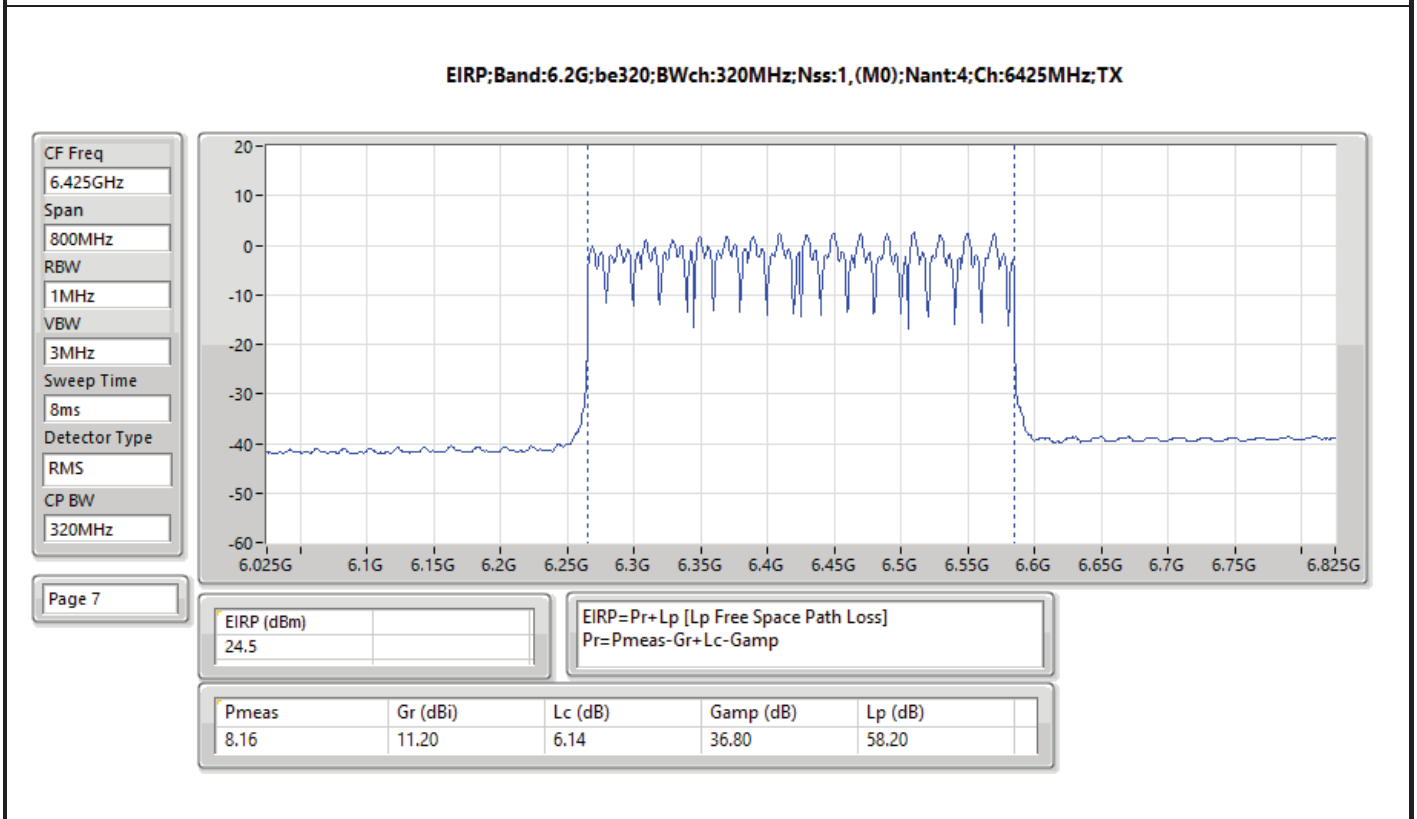 EIRP;Band:6.2G;be320;BWch:320MHz;Nss:1,(M0);Nant:4;Ch:6425MHz;TX
CF Freq
6.425GHz
Span
800MHz
RBW
1MHz
VBW
3MHz
Sweep Time
8ms
Detector Type
RMS
CP BW
320MHz
Page 7
20
10
0
-10
-20
-30
-40
-50
-60
6.025G 6.1G 6.15G 6.2G 6.25G 6.3G 6.35G 6.4G 6.45G 6.5G 6.55G 6.6G 6.65G 6.7G 6.75G 6.825G
EIRP (dBm)
24.5
EIRP=Pr+Lp [Lp Free Space Path Loss]
Pr=Pmeas-Gr+Lc-Gamp
Pmeas Gr (dBi) Lc (dB) Gamp (dB) Lp (dB)
8.16 11.20 6.14 36.80 58.20